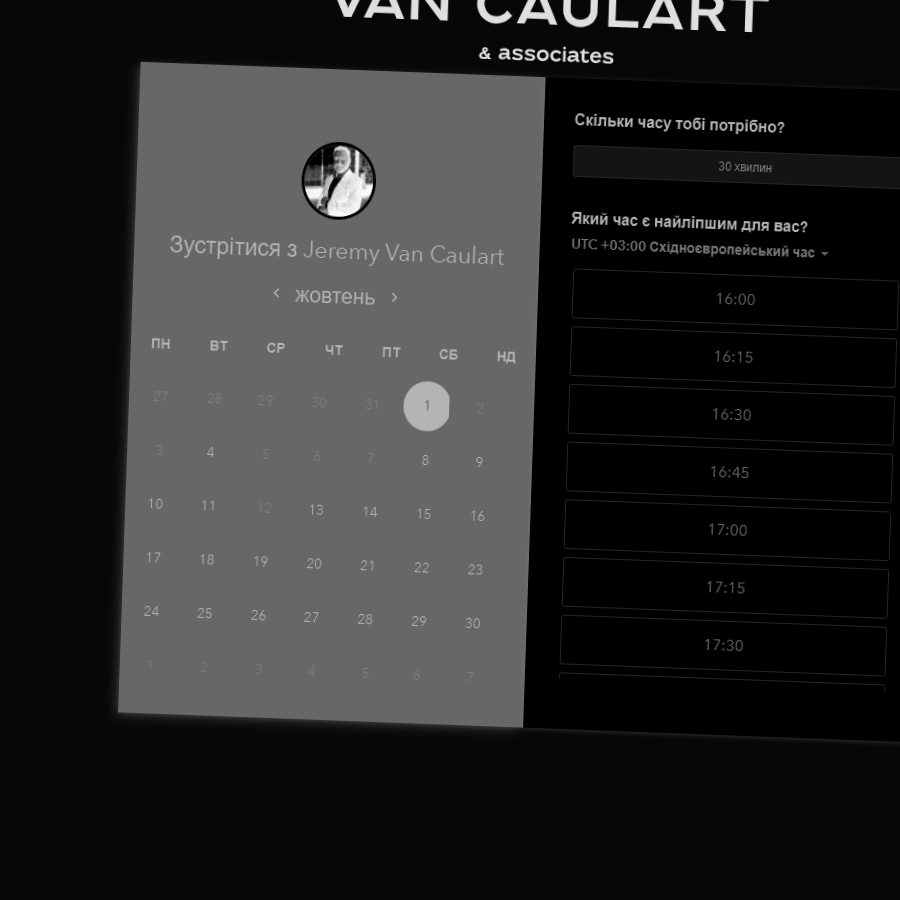 VAN CAULART
& associates
Зустрітися з Jeremy Van Caulart
жовтень
ПН ВТ СР ЧТ ПТ СБ НД
27 28 29 30 31 1 2
3 4 5 6 7 8 9
10 11 12 13 14 15 16
17 18 19 20 21 22 23
24 25 26 27 28 29 30
1 2 3 4 5 6 7
Скільки часу тобі потрібно?
30 хвилин
Який час є найліпшим для вас?
UTC +03:00 Східноєвропейський час
16:00
16:15
16:30
16:45
17:00
17:15
17:30